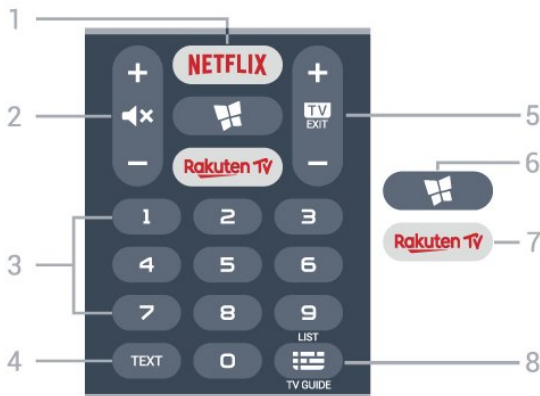 1
NETFLIX
+ +
2 TV 5
EXIT
6
- -
Rakuten TV
1 2 3
Rakuten TV 7
3 4 5 6
7 8 9
LIST
4 TEXT 0 8
TV GUIDE